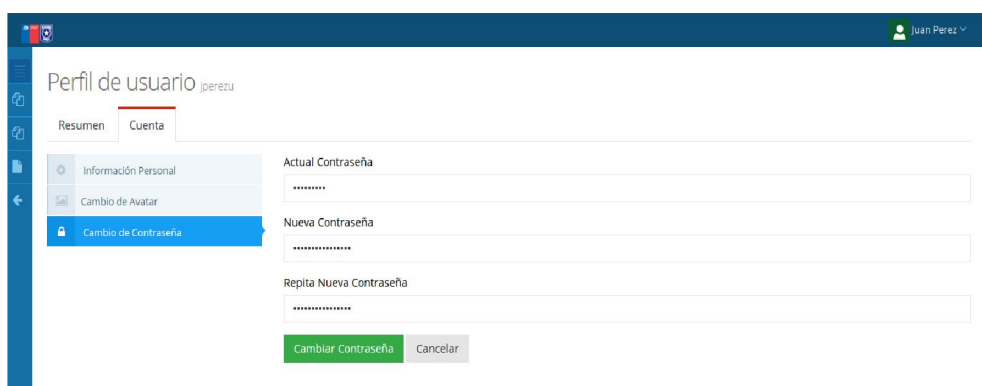 Juan Perez
Perfil de usuario jperezu
Resumen Cuenta
Información Personal
Cambio de Avatar
Cambio de Contraseña
Actual Contraseña
•••••••••
Nueva Contraseña
•••••••••••••••
Repita Nueva Contraseña
•••••••••••••••
Cambiar Contraseña Cancelar